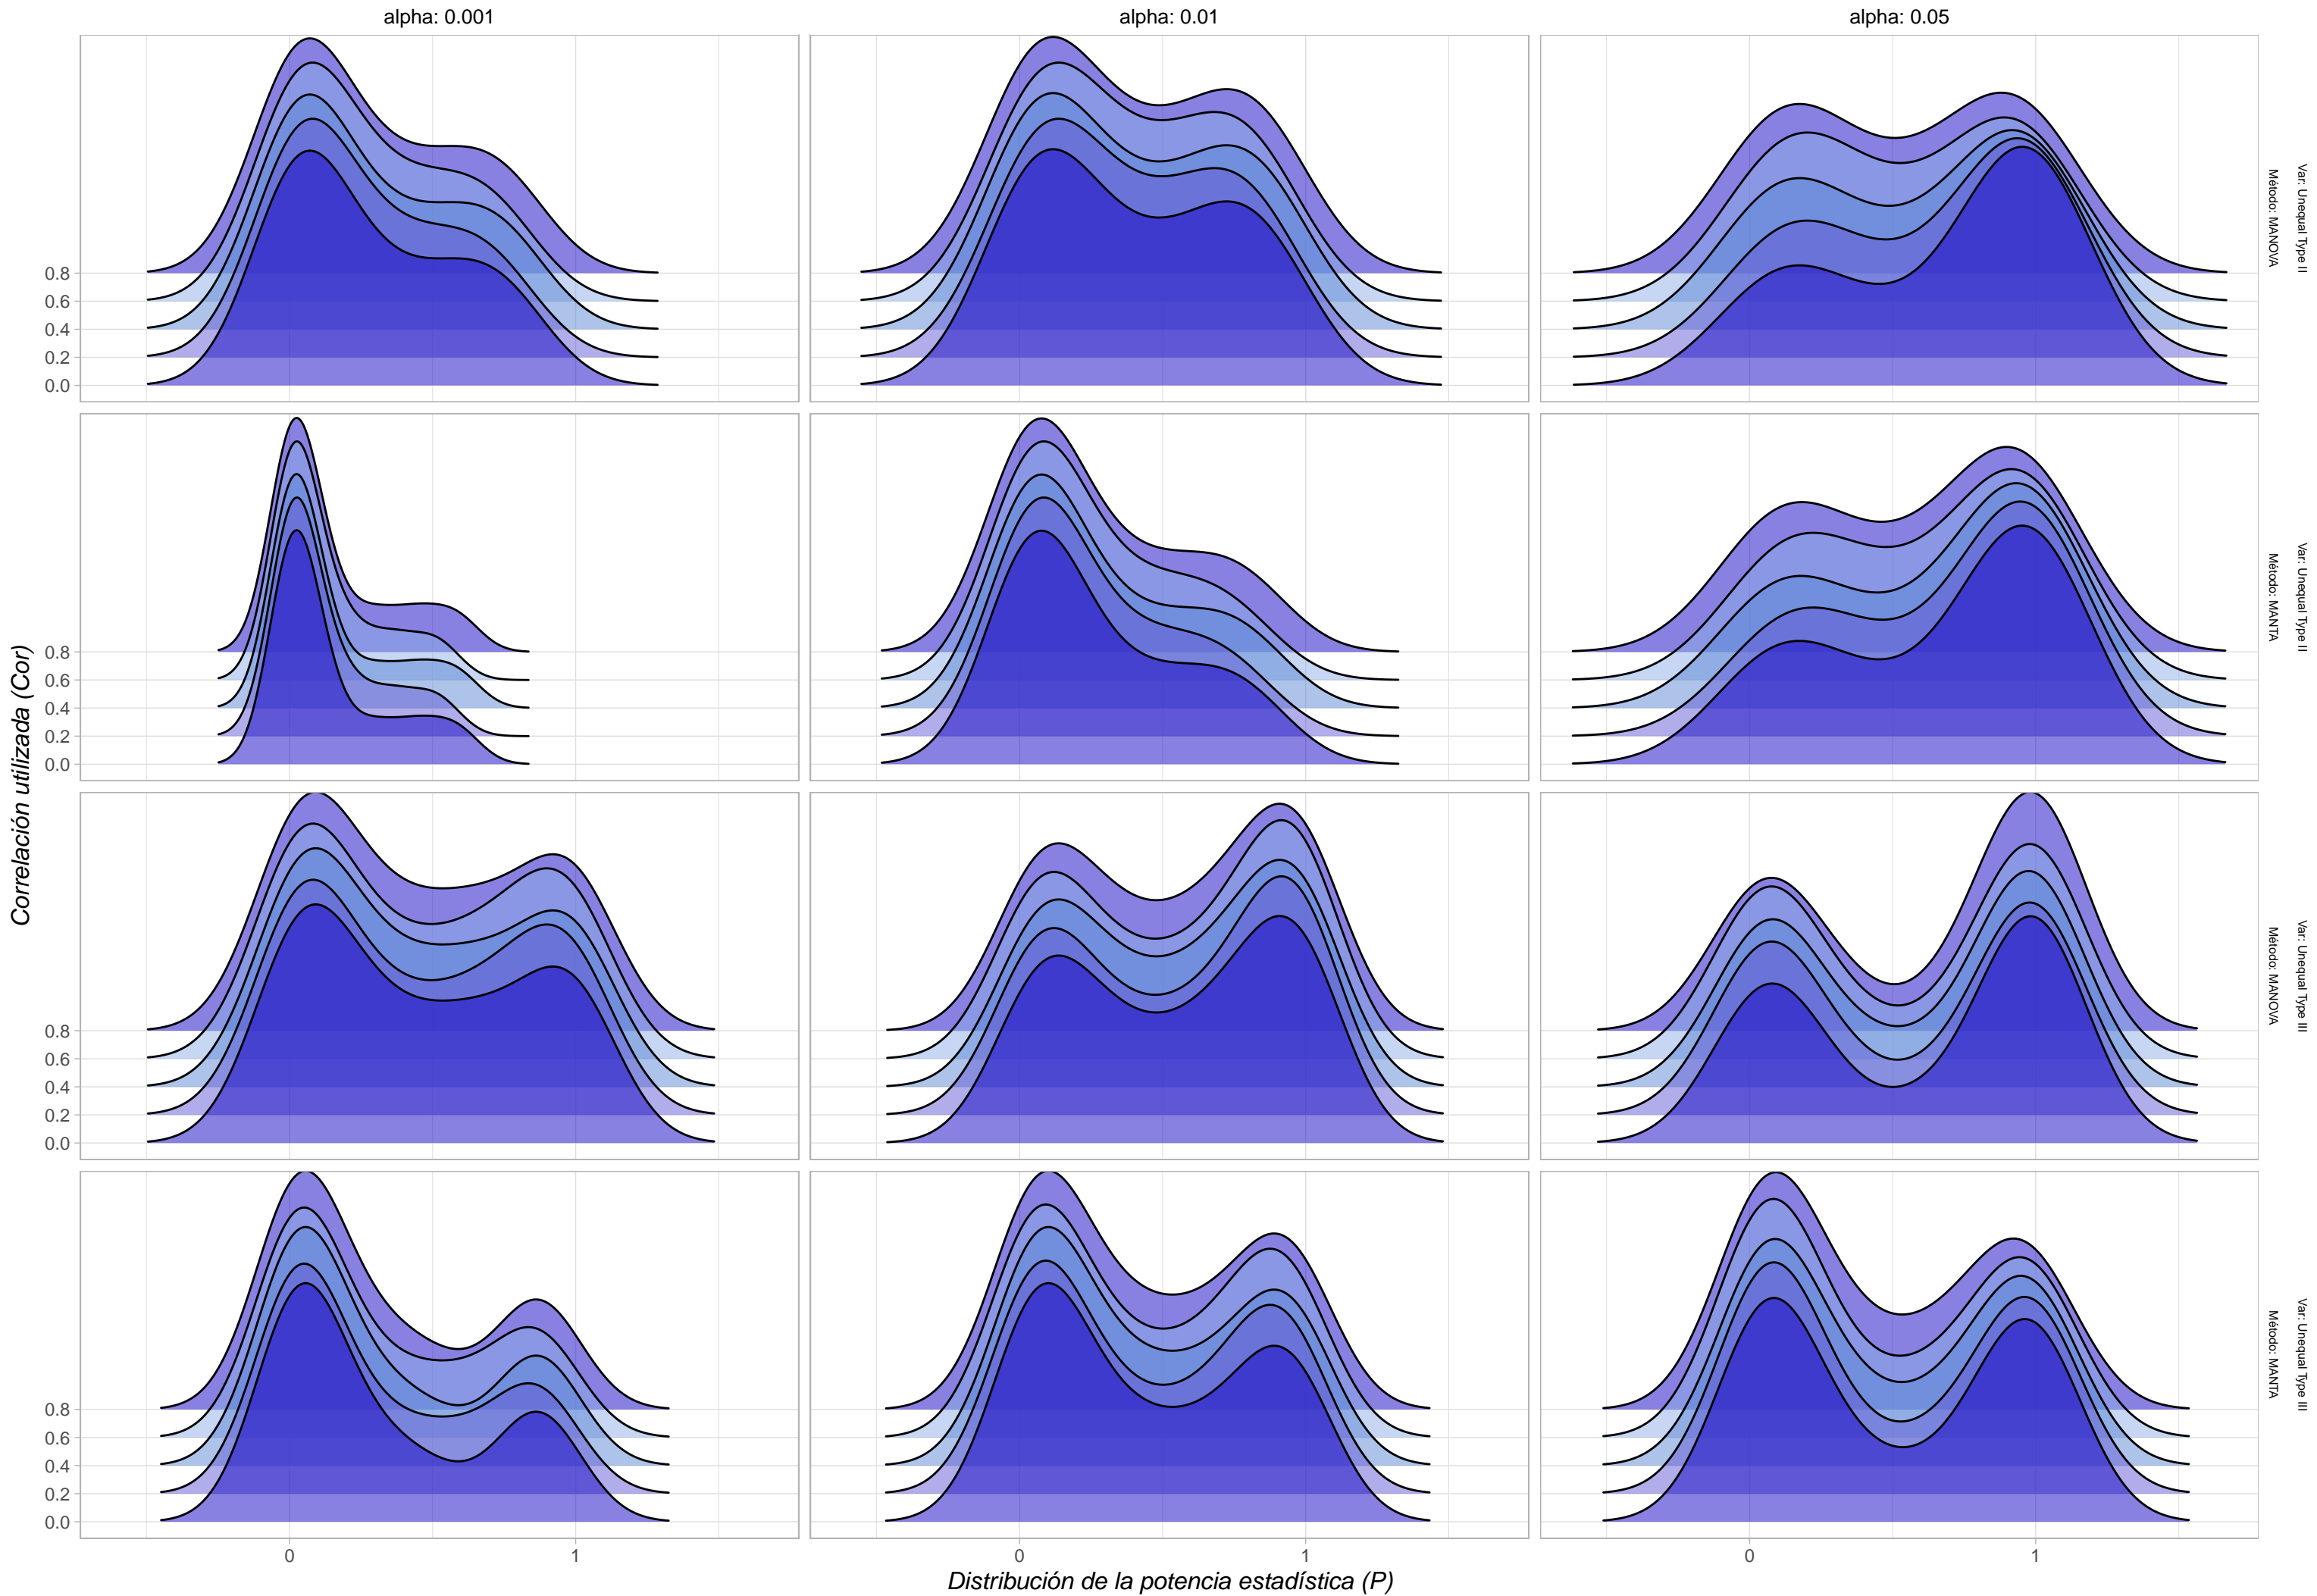 alpha: 0.001
alpha: 0.01
alpha: 0.05
Correlación utilizada (Cor)
0.8
0.6
0.4
0.2
0.0
Var: Unequal Type II
Método: MANOVA
0.8
0.6
0.4
0.2
0.0
Var: Unequal Type II
Método: MANTA
0.8
0.6
0.4
0.2
0.0
Var: Unequal Type III
Método: MANOVA
0.8
0.6
0.4
0.2
0.0
Var: Unequal Type III
Método: MANTA
0 1
0 1
0 1
Distribución de la potencia estadística (P)